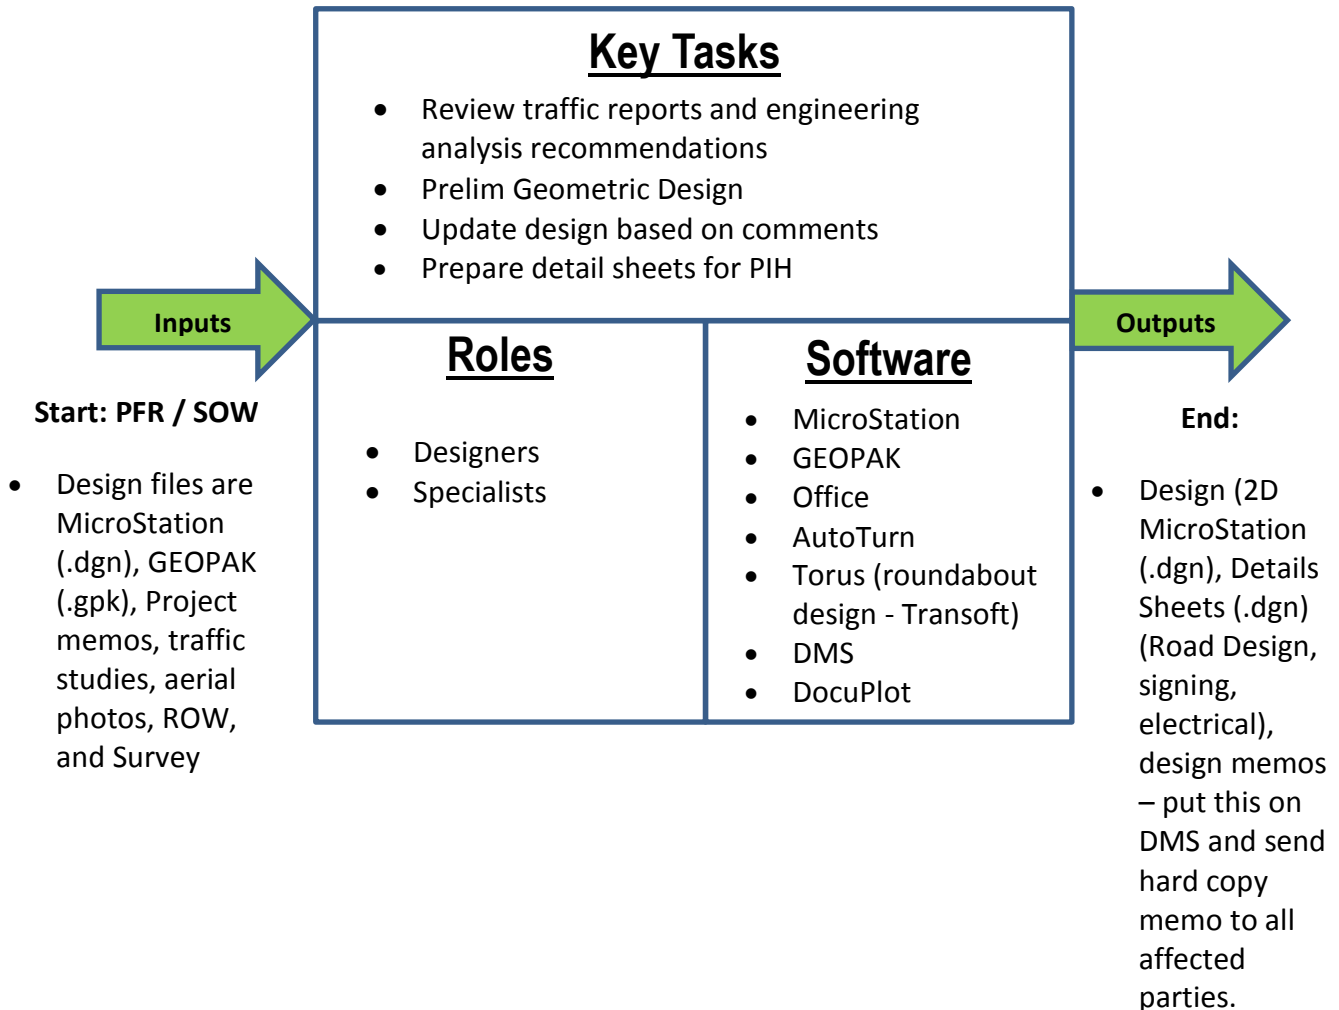 Key Tasks
• Review traffic reports and engineering
analysis recommendations
• Prelim Geometric Design
• Update design based on comments
• Prepare detail sheets for PIH
Inputs
Start: PFR / SOW
• Design files are
MicroStation
(.dgn), GEOPAK
(.gpk), Project
memos, traffic
studies, aerial
photos, ROW,
and Survey
Roles
• Designers
• Specialists
Software
• MicroStation
• GEOPAK
• Office
• AutoTurn
• Torus (roundabout
design - Transoft)
• DMS
• DocuPlot
Outputs
End:
• Design (2D
MicroStation
(.dgn), Details
Sheets (.dgn)
(Road Design,
signing,
electrical),
design memos
– put this on
DMS and send
hard copy
memo to all
affected
parties.